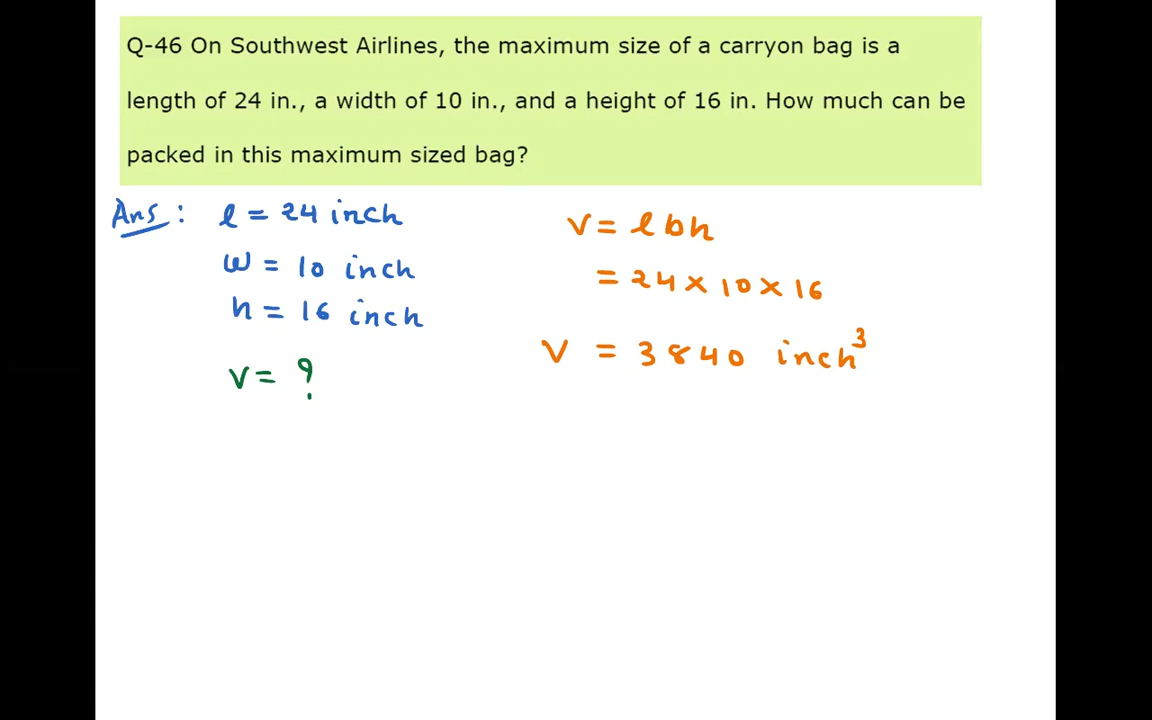 Q-46 On Southwest Airlines, the maximum size of a carryon bag is a
length of 24 in., a width of 10 in., and a height of 16 in. How much can be
packed in this maximum sized bag?
Ans : l = 24 inch
w = 10 inch
h = 16 inch
v = ?
V = l b h
= 24 × 10 × 16
V = 3840 inch³